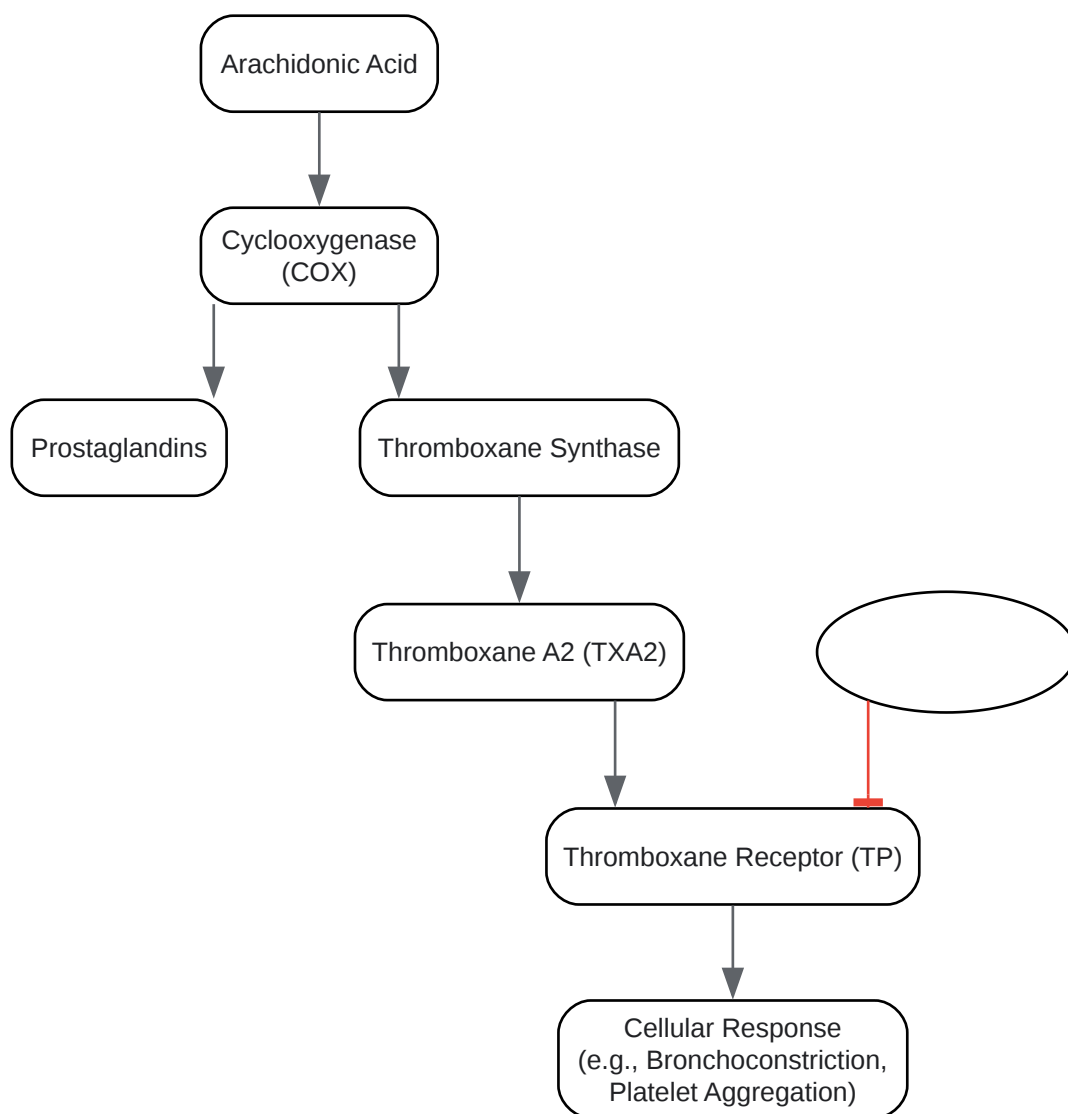 Arachidonic Acid
Cyclooxygenase
(COX)
Prostaglandins
Thromboxane Synthase
Thromboxane A2 (TXA2)
Thromboxane Receptor (TP)
Cellular Response
(e.g., Bronchoconstriction,
Platelet Aggregation)